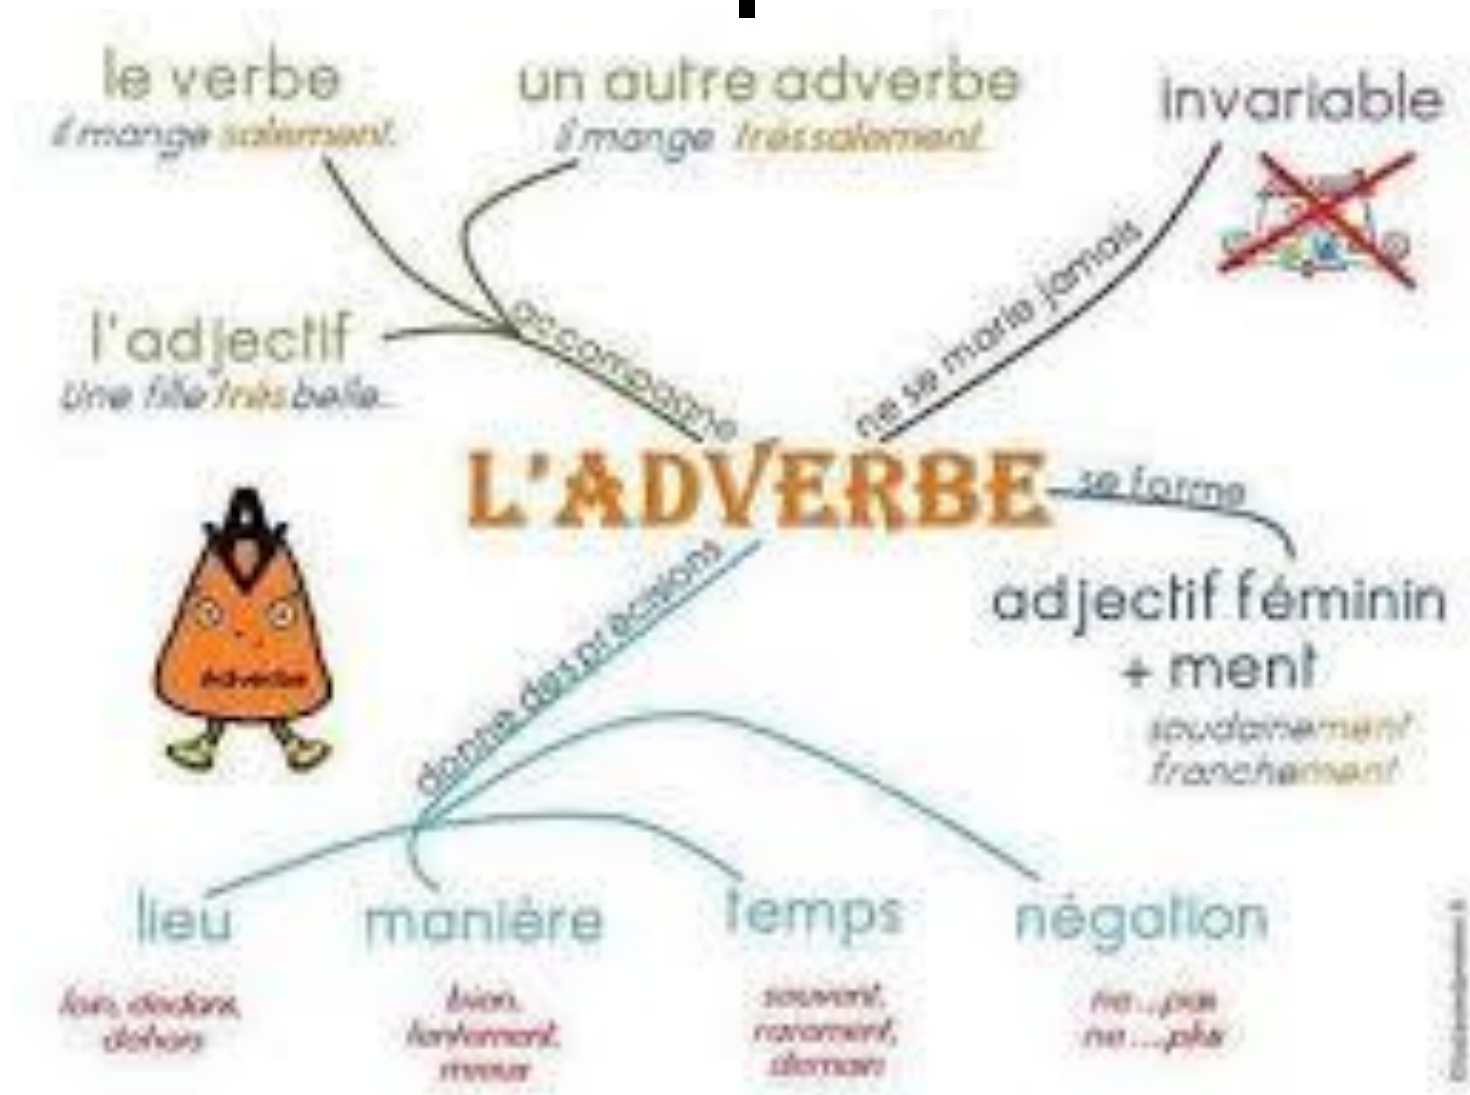 le verbe
il mange salement.
un autre adverbe
il mange très salement.
invariable
l'adjectif
Une fille très belle...
accompagne
ne se marie jamais
L'ADVERBE
se forme
adjectif féminin
+ ment
soudainement
franchement
donne des précisions
Adverbe
lieu
loin, dedans,
dehors
manière
bien,
lentement,
mieux
temps
souvent,
rarement,
demain
négation
ne...pas
ne...plus